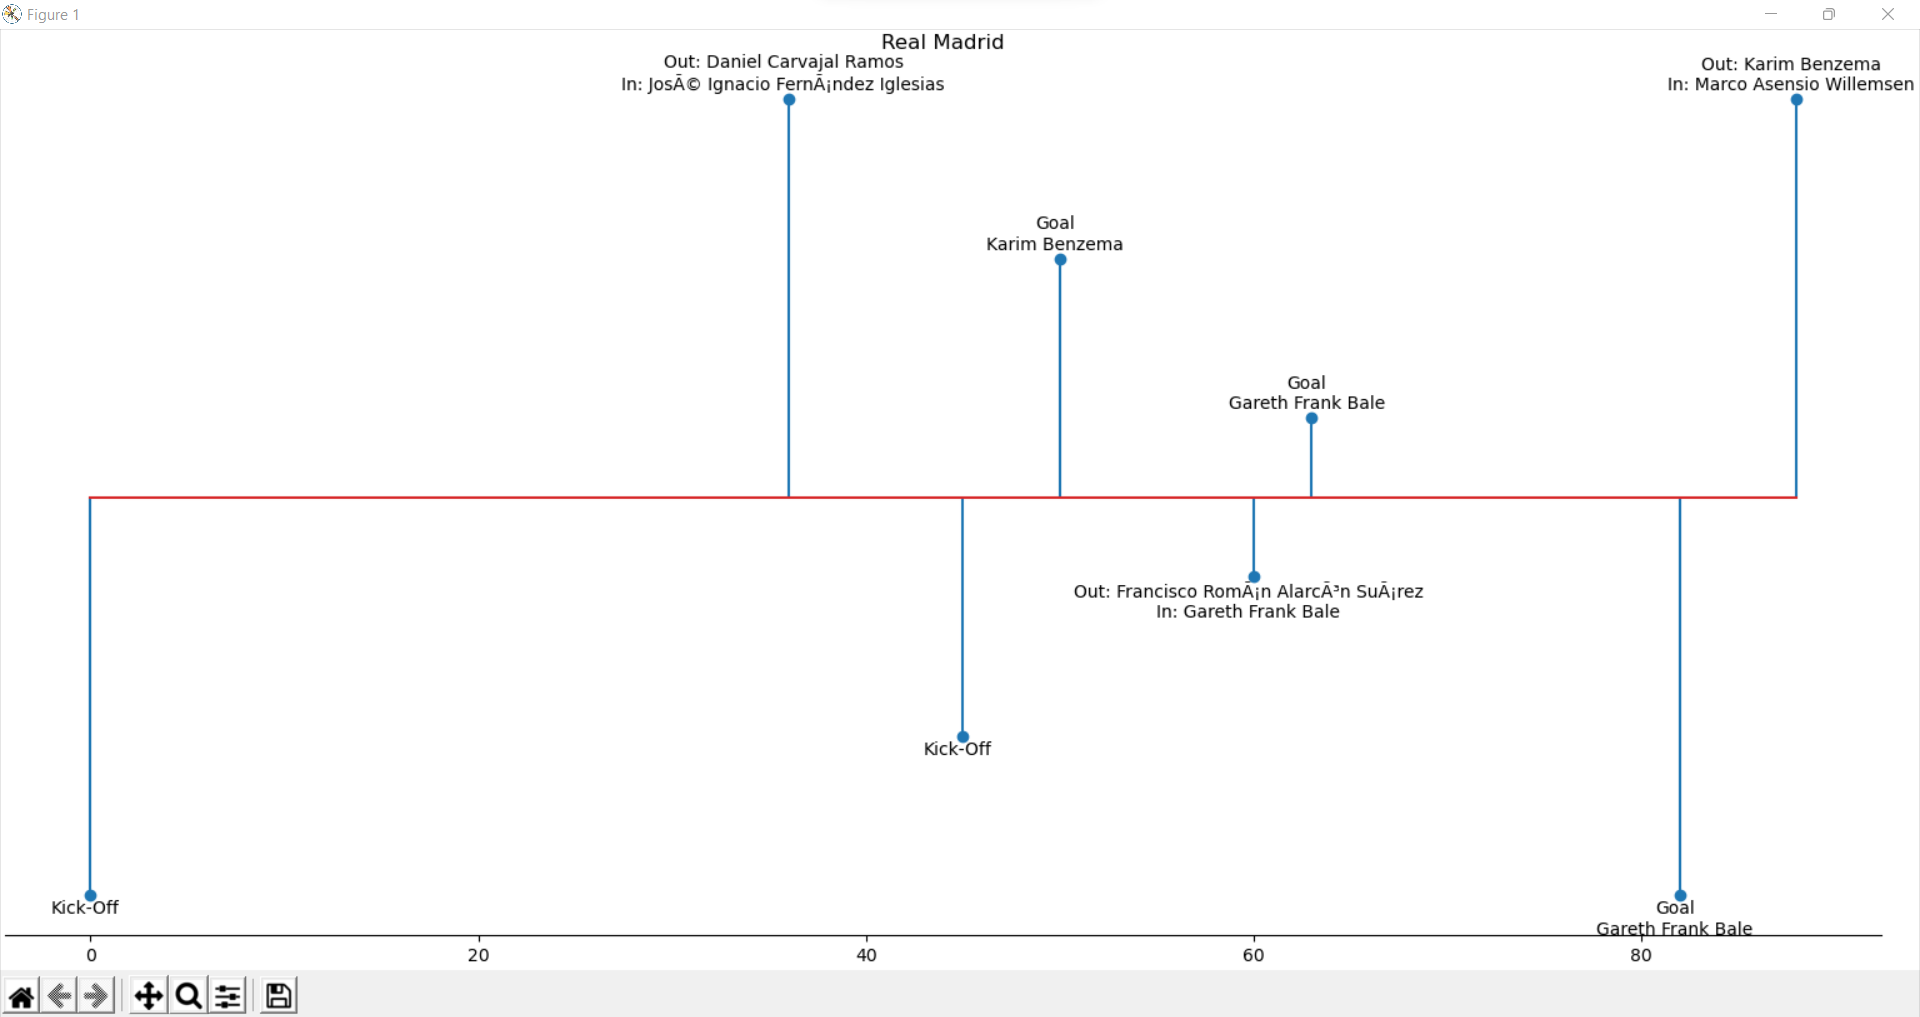 Figure 1
Real Madrid
Out: Daniel Carvajal Ramos
In: JosÃ© Ignacio FernÃ¡ndez Iglesias
Out: Karim Benzema
In: Marco Asensio Willemsen
Goal
Karim Benzema
Goal
Gareth Frank Bale
Out: Francisco RomÃ¡n AlarcÃ³n SuÃ¡rez
In: Gareth Frank Bale
Kick-Off
Kick-Off
Goal
Gareth Frank Bale
0 20 40 60 80